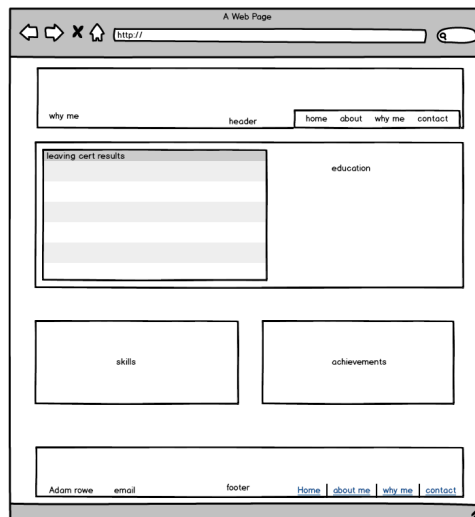 A Web Page
http://
why me
header
home about why me contact
leaving cert results
education
skills
achievements
Adam rowe email
footer
Home | about me | why me | contact